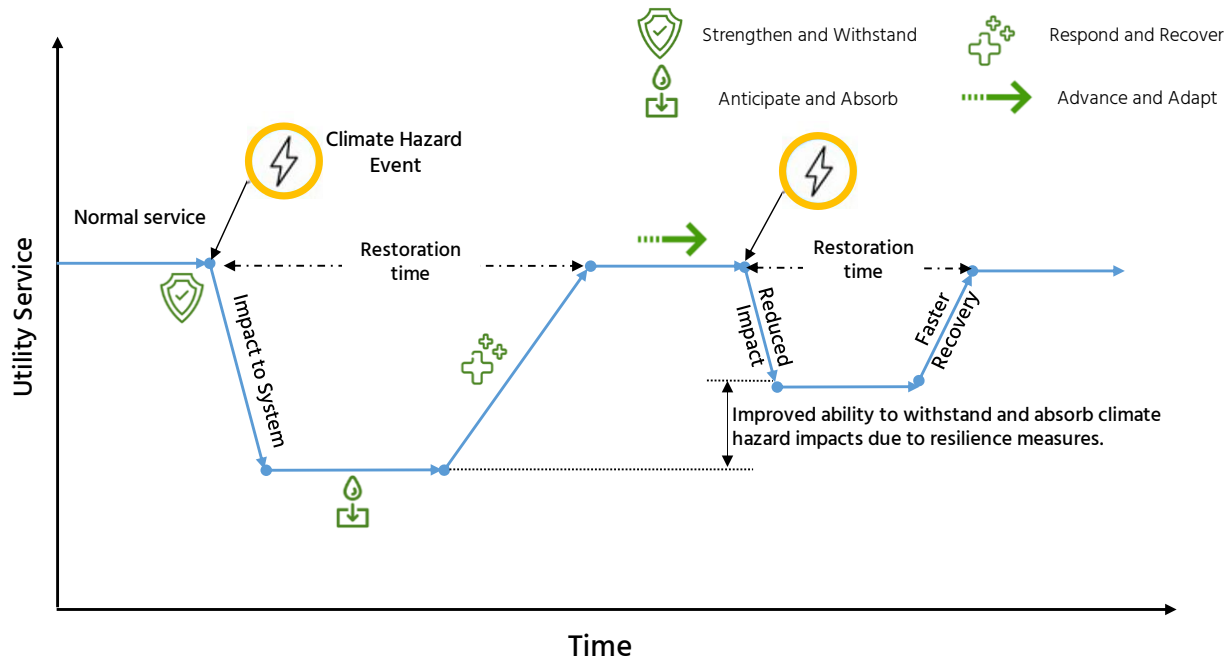 Strengthen and Withstand
Respond and Recover
Anticipate and Absorb
Advance and Adapt
Climate Hazard
Event
Normal service
Restoration
time
Restoration
time
Utility Service
Impact to System
Reduced
Impact
Faster
Recovery
Improved ability to withstand and absorb climate
hazard impacts due to resilience measures.
Time